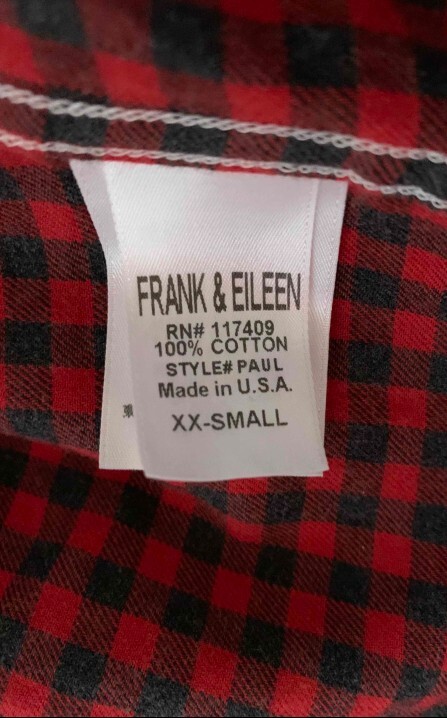 FRANK & EILEEN
RN# 117409
100% COTTON
STYLE# PAUL
Made in U.S.A.
XX-SMALL